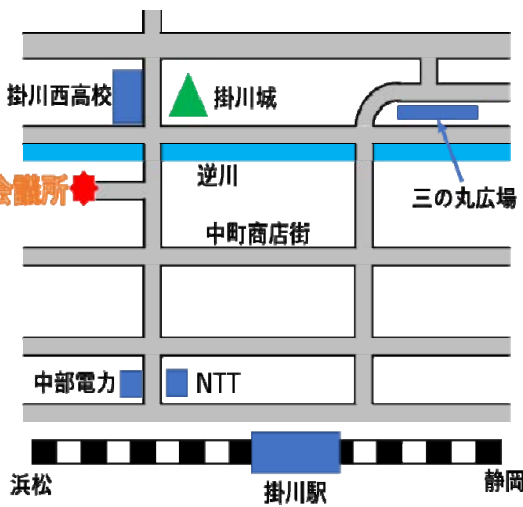 掛川西高校
掛川城
会議所
逆川
三の丸広場
中町商店街
中部電力
NTT
浜松
掛川駅
静岡